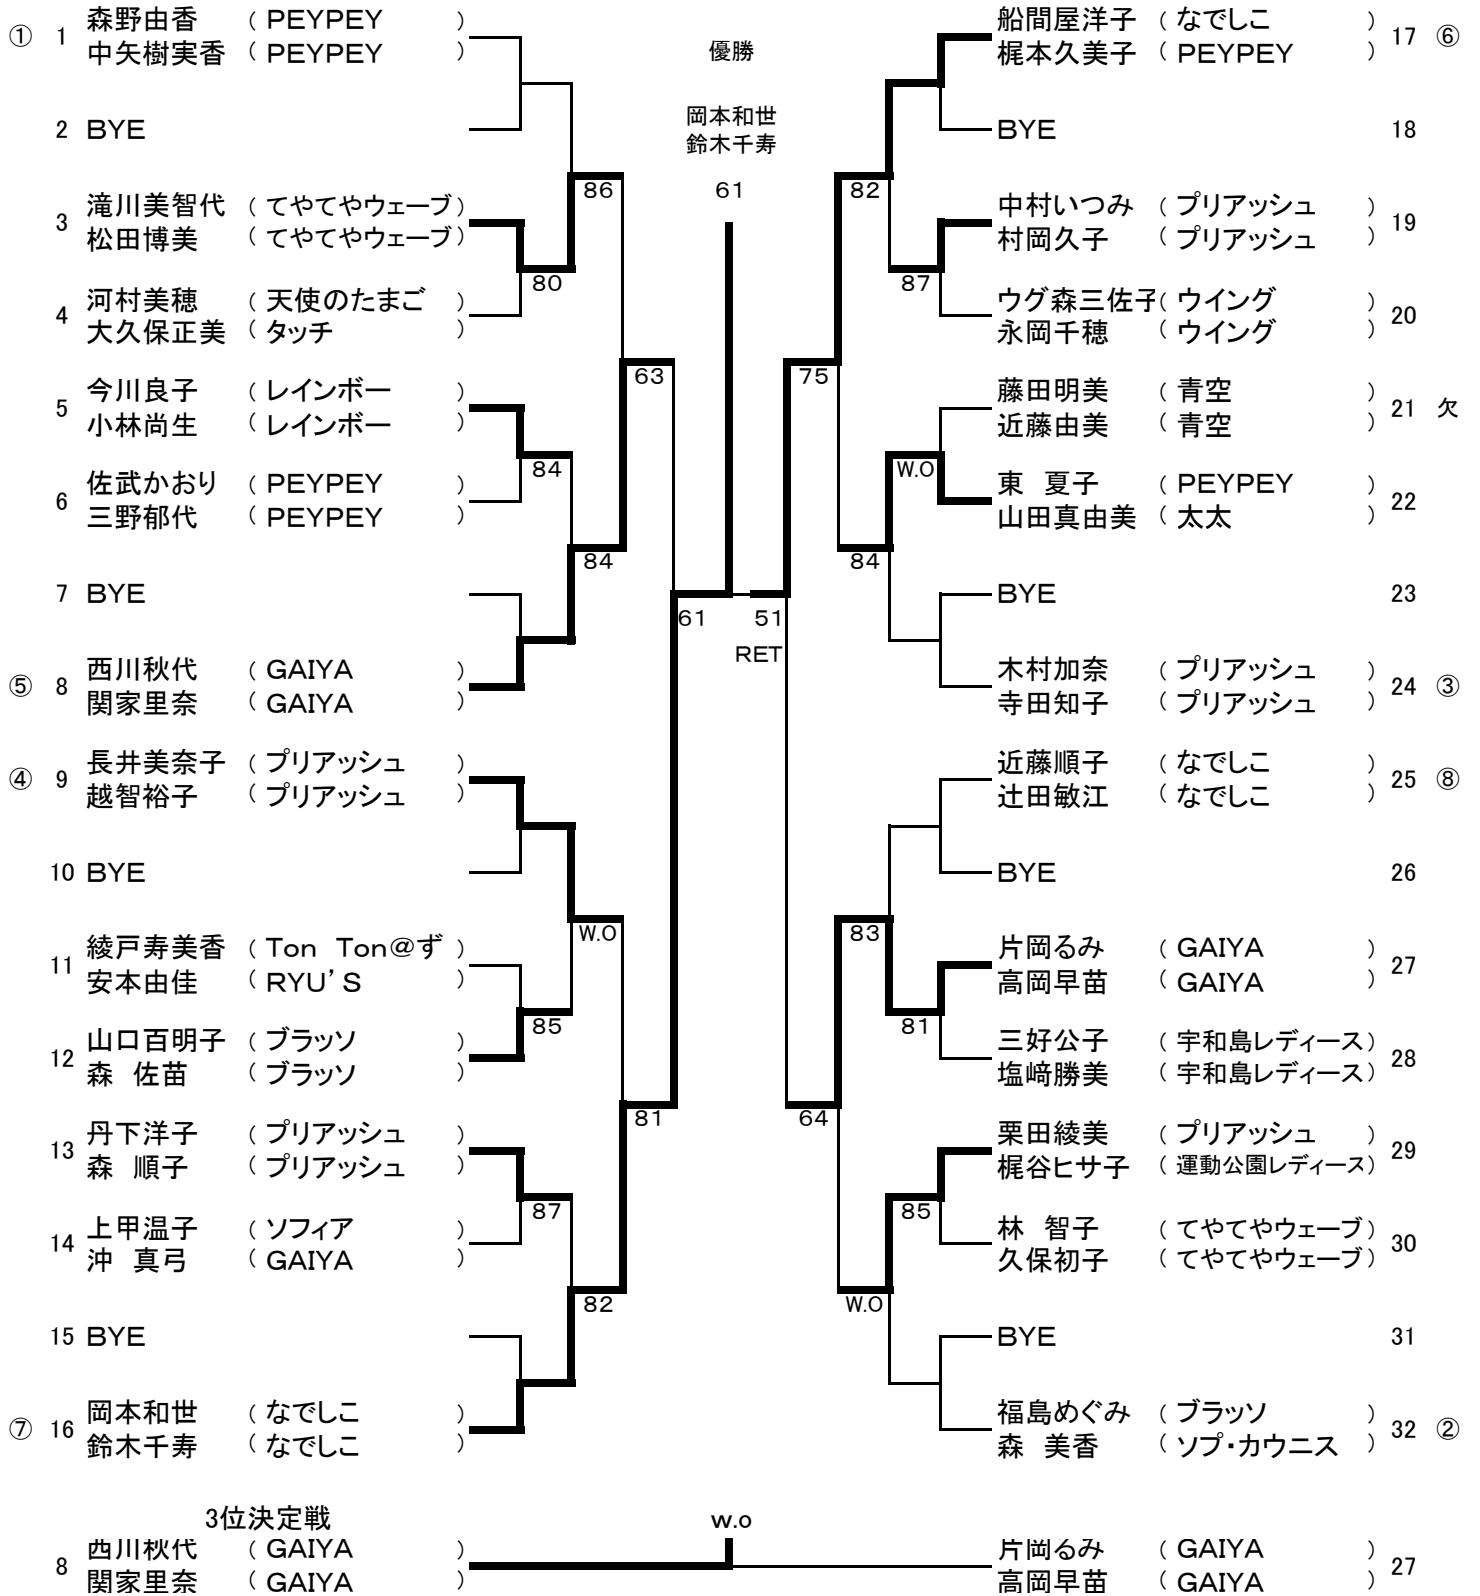 ① 1 森野由香 ( PEYPEY )
中矢樹実香 ( PEYPEY )
2 BYE
3 滝川美智代 ( てやてやウェーブ )
松田博美 ( てやてやウェーブ )
4 河村美穂 ( 天使のたまご )
大久保正美 ( タッチ )
5 今川良子 ( レインボー )
小林尚生 ( レインボー )
6 佐武かおり ( PEYPEY )
三野郁代 ( PEYPEY )
7 BYE
⑤ 8 西川秋代 ( GAIYA )
関家里奈 ( GAIYA )
④ 9 長井美奈子 ( プリアッシュ )
越智裕子 ( プリアッシュ )
10 BYE
11 綾戸寿美香 ( Ton Ton@ず )
安本由佳 ( RYU'S )
12 山口百明子 ( ブラッソ )
森 佐苗 ( ブラッソ )
13 丹下洋子 ( プリアッシュ )
森 順子 ( プリアッシュ )
14 上甲温子 ( ソフィア )
沖 真弓 ( GAIYA )
15 BYE
⑦ 16 岡本和世 ( なでしこ )
鈴木千寿 ( なでしこ )
80
84
85
87
86
84
W.O
82
63
81
61
優勝
岡本和世
鈴木千寿
61
51
RET
75
64
82
84
83
W.O
87
W.O
81
85
船間屋洋子 ( なでしこ ) 17 ⑥
梶本久美子 ( PEYPEY )
BYE 18
中村いつみ ( プリアッシュ ) 19
村岡久子 ( プリアッシュ )
ウグ森三佐子( ウイング ) 20
永岡千穂 ( ウイング )
藤田明美 ( 青空 ) 21 欠
近藤由美 ( 青空 )
東 夏子 ( PEYPEY ) 22
山田真由美 ( 太太 )
BYE 23
木村加奈 ( プリアッシュ ) 24 ③
寺田知子 ( プリアッシュ )
近藤順子 ( なでしこ ) 25 ⑧
辻田敏江 ( なでしこ )
BYE 26
片岡るみ ( GAIYA ) 27
高岡早苗 ( GAIYA )
三好公子 ( 宇和島レディース ) 28
塩﨑勝美 ( 宇和島レディース )
栗田綾美 ( プリアッシュ ) 29
梶谷ヒサ子 ( 運動公園レディース )
林 智子 ( てやてやウェーブ ) 30
久保初子 ( てやてやウェーブ )
BYE 31
福島めぐみ ( ブラッソ ) 32 ②
森 美香 ( ソプ・カウニス )
3位決定戦
w.o
8 西川秋代 ( GAIYA )
関家里奈 ( GAIYA )
片岡るみ ( GAIYA ) 27
高岡早苗 ( GAIYA )